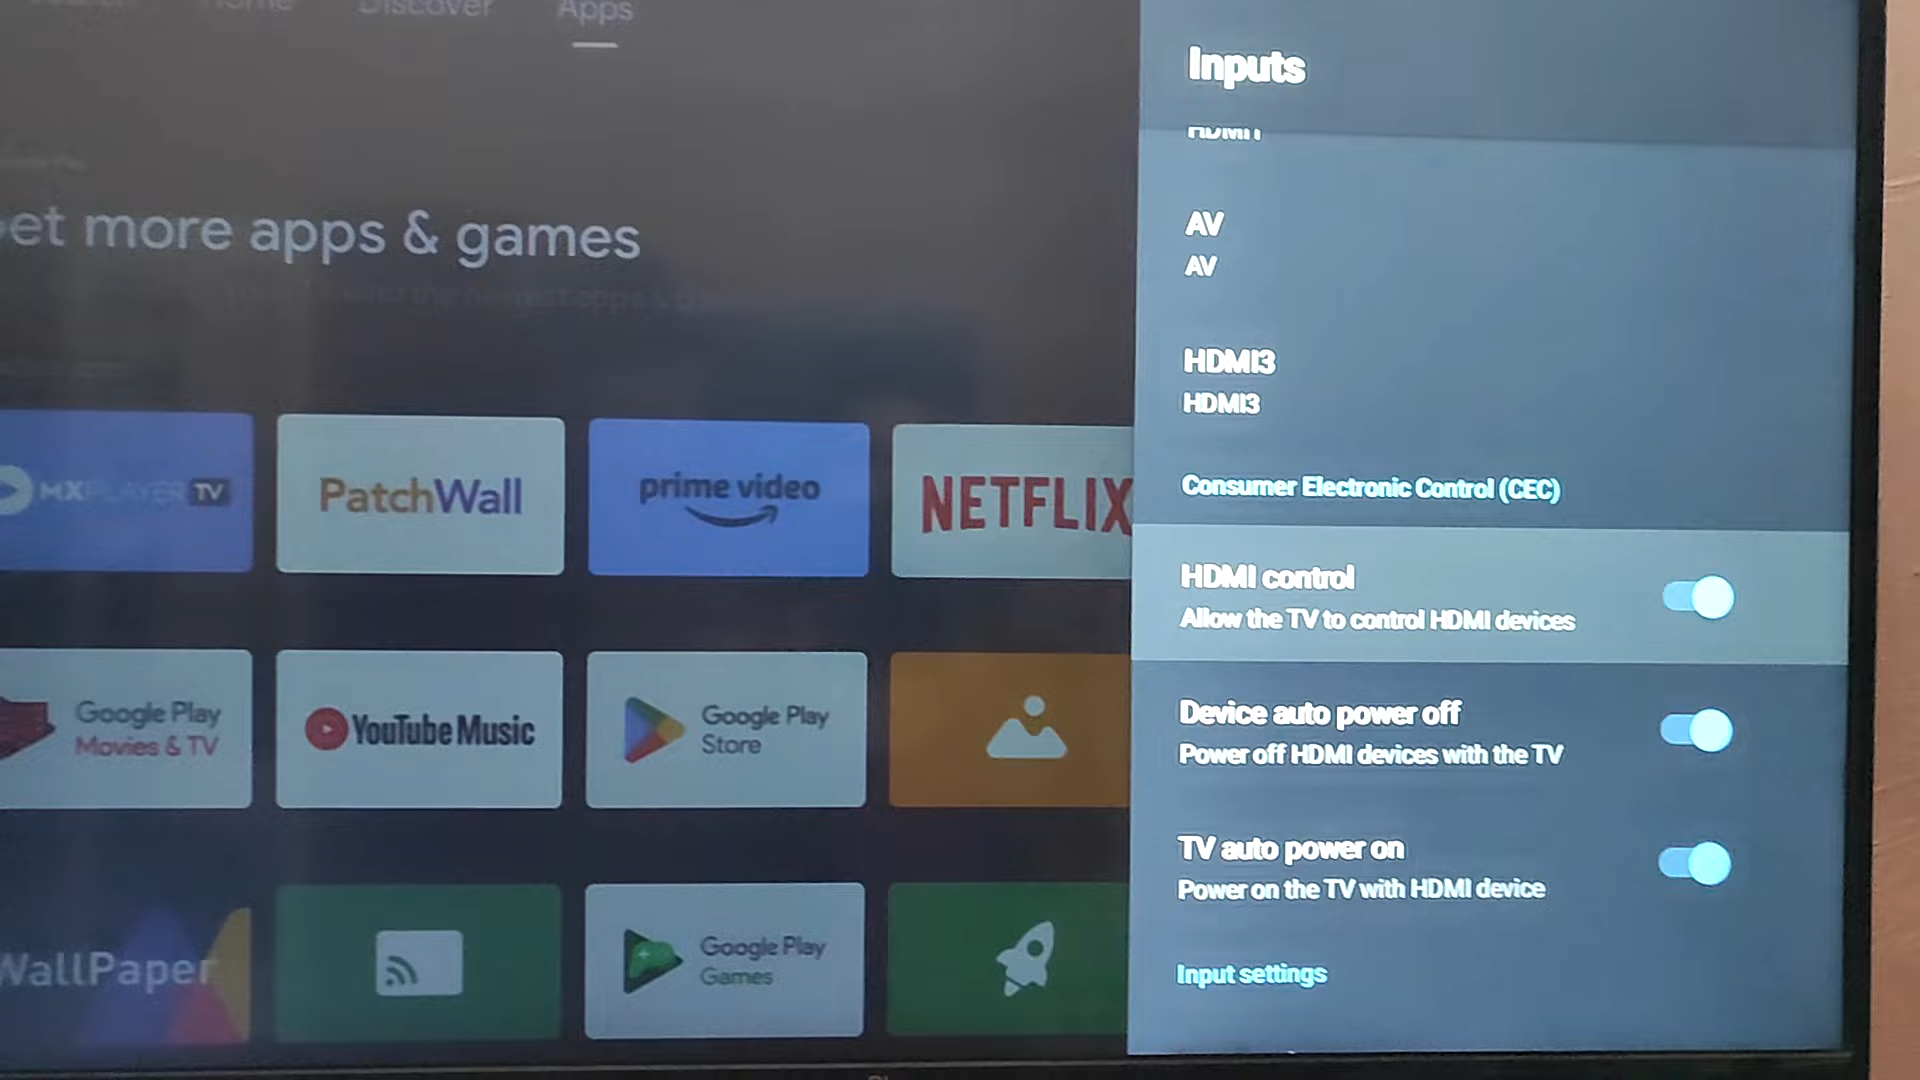 Home
Discover
Apps
et more apps & games
MXPLAYER TV
PatchWall
prime video
NETFLIX
Google Play
Movies & TV
YouTube Music
Google Play
Store
WallPaper
Google Play
Games
Inputs
AV
AV
HDMI3
HDMI3
Consumer Electronic Control (CEC)
HDMI control
Allow the TV to control HDMI devices
Device auto power off
Power off HDMI devices with the TV
TV auto power on
Power on the TV with HDMI device
Input settings